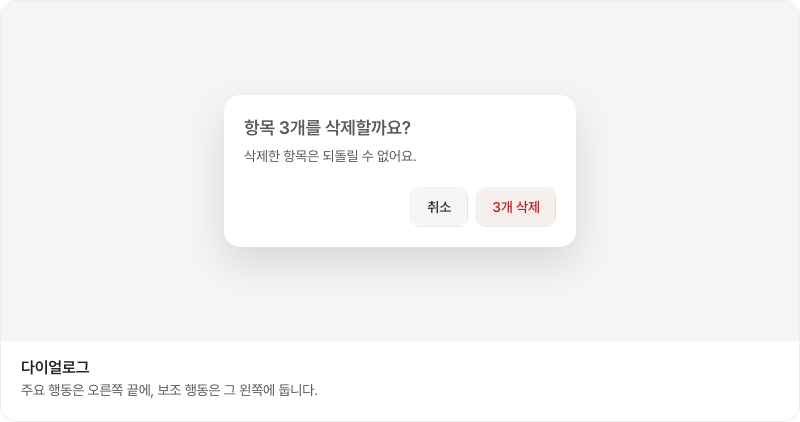 항목 3개를 삭제할까요?
삭제한 항목은 되돌릴 수 없어요.
취소
3개 삭제
다이얼로그
주요 행동은 오른쪽 끝에, 보조 행동은 그 왼쪽에 둡니다.